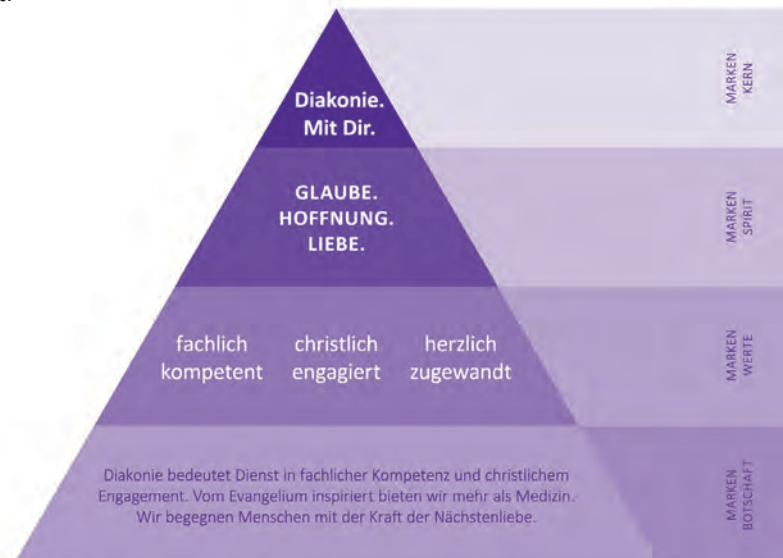 Diakonie.
Mit Dir.
MARKEN
KERN
GLAUBE.
HOFFNUNG.
LIEBE.
MARKEN
SPIRIT
fachlich
kompetent
christlich
engagiert
herzlich
zugewandt
MARKEN
WERTE
Diakonie bedeutet Dienst in fachlicher Kompetenz und christlichem
Engagement. Vom Evangelium inspiriert bieten wir mehr als Medizin.
Wir begegnen Menschen mit der Kraft der Nächstenliebe.
MARKEN
BOTSCHAFT